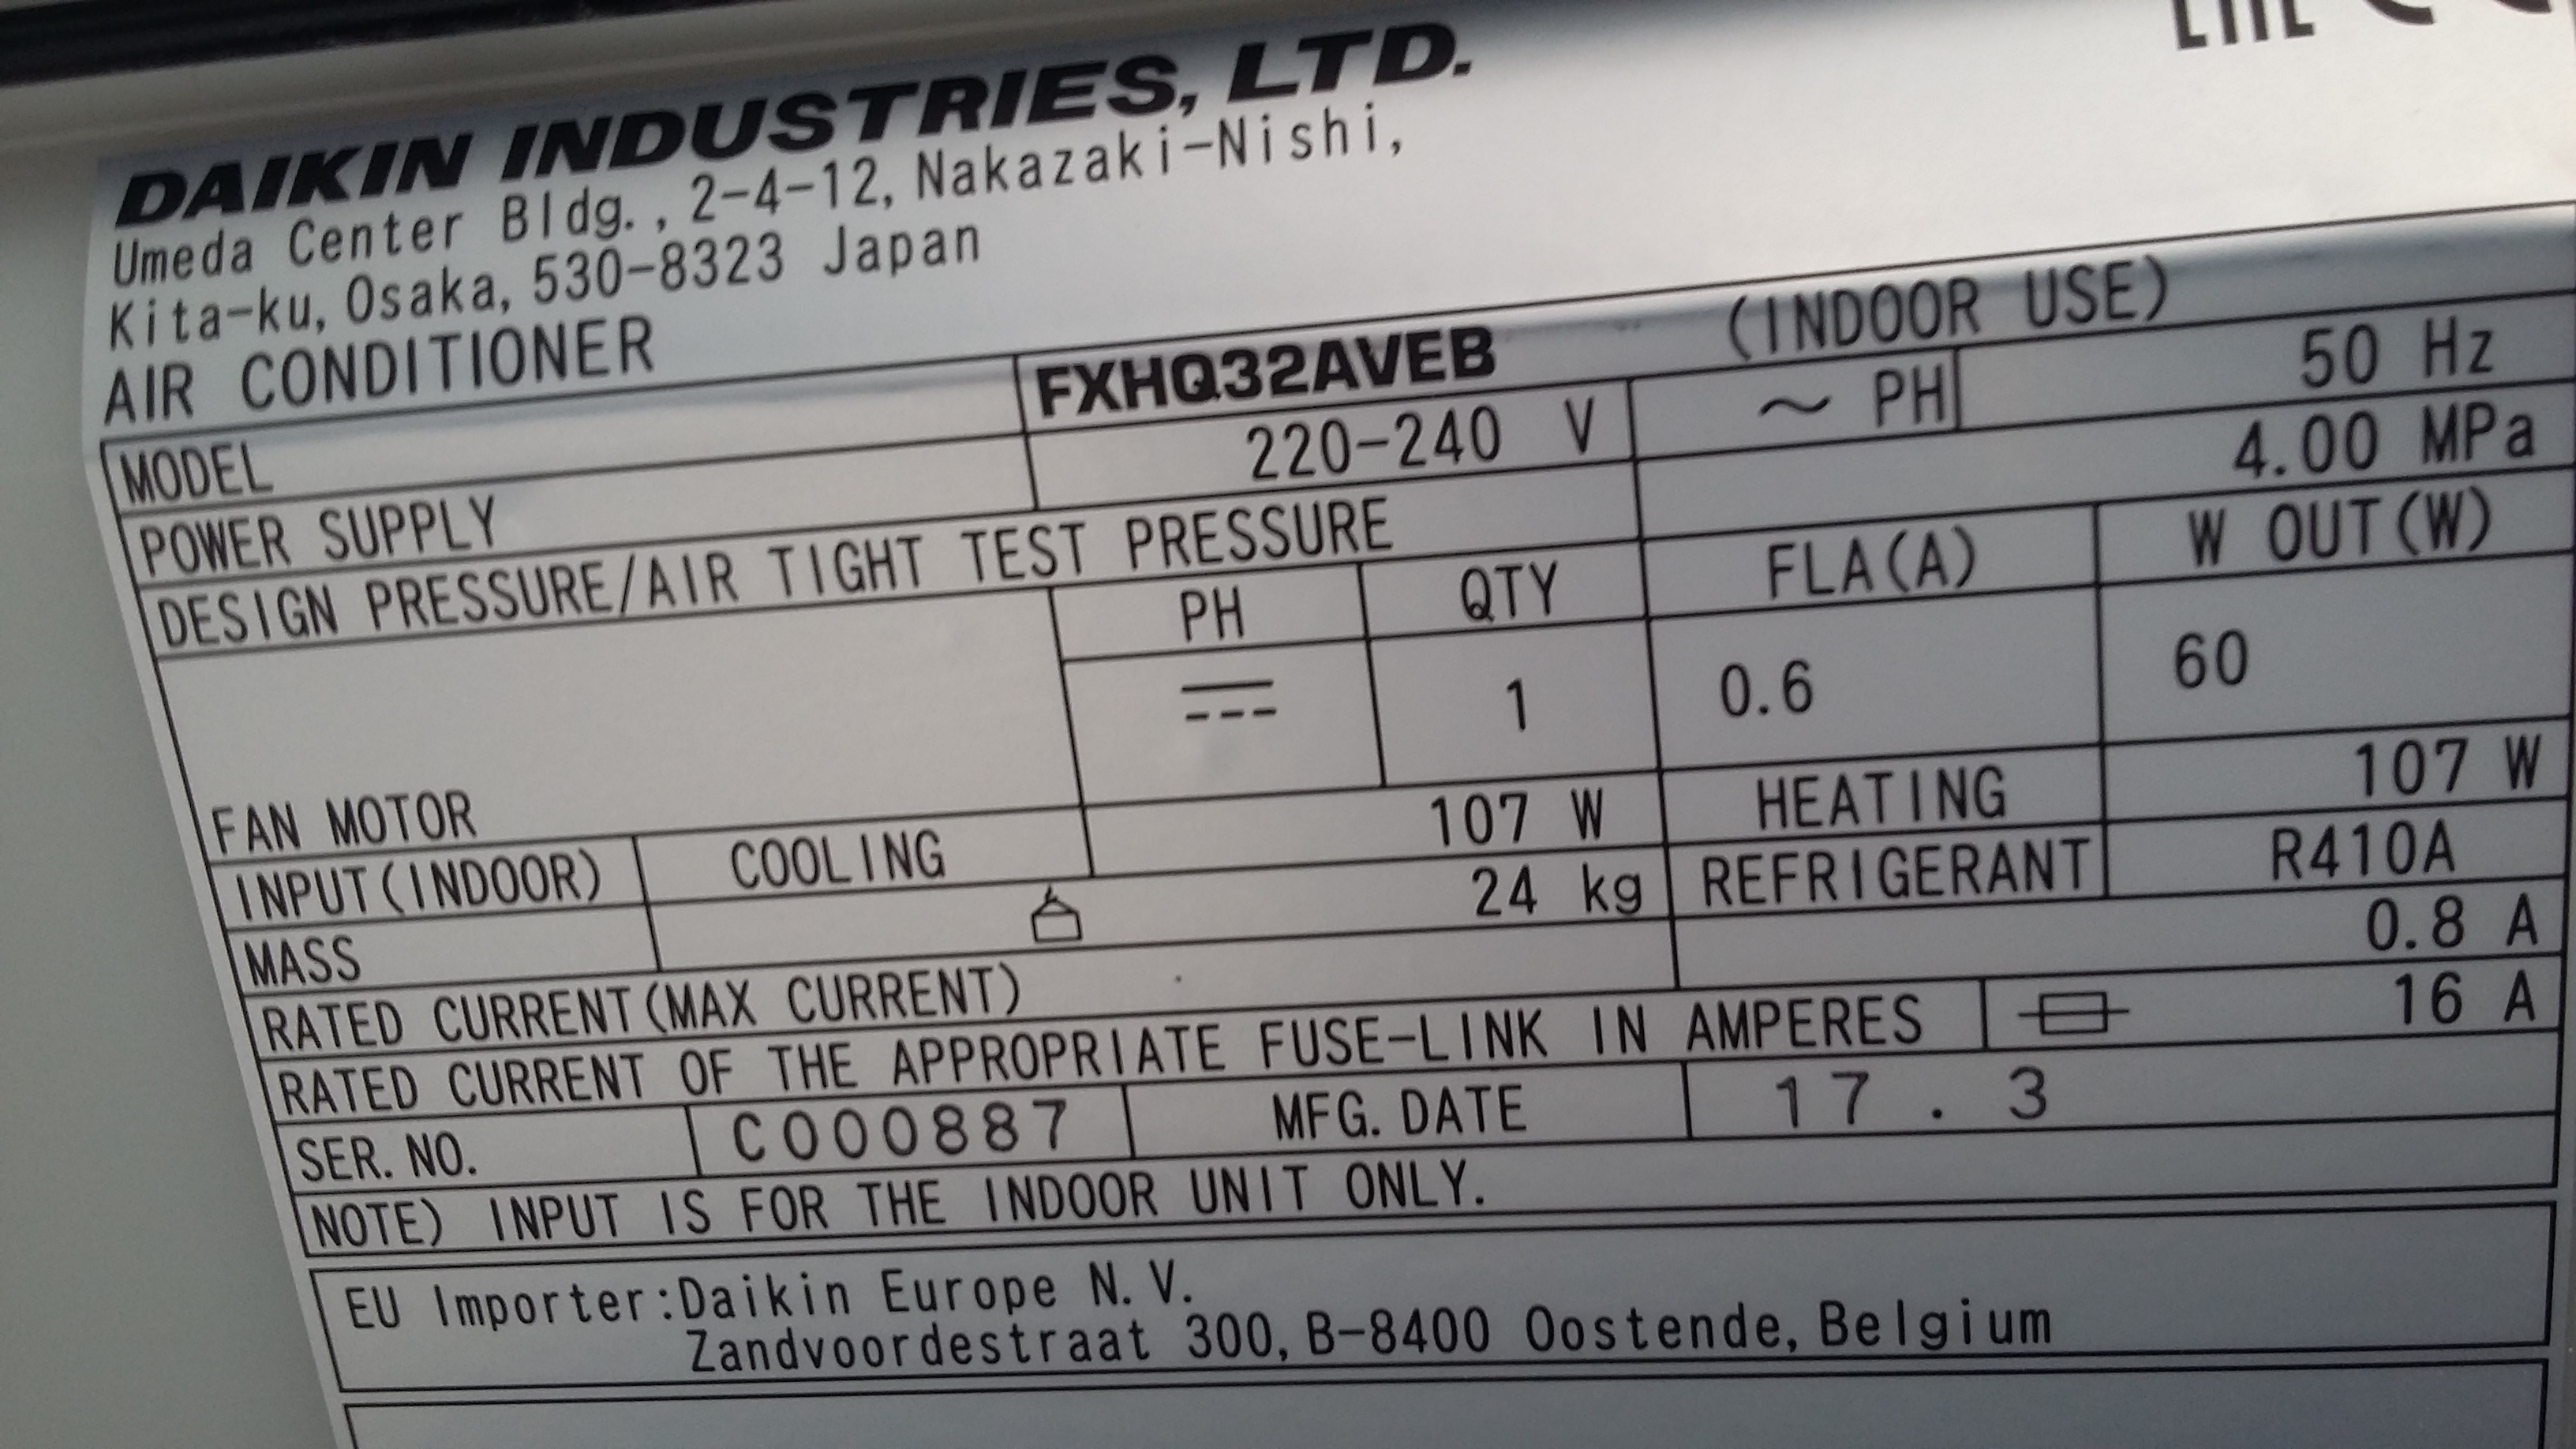 EAC
DAIKIN INDUSTRIES, LTD.
Umeda Center Bldg., 2-4-12, Nakazaki-Nishi,
Kita-ku, Osaka, 530-8323 Japan
AIR CONDITIONER
MODEL FXHQ32AVEB (INDOOR USE)
POWER SUPPLY 220-240 V ~ PH 50 Hz
DESIGN PRESSURE/AIR TIGHT TEST PRESSURE 4.00 MPa
PH QTY FLA(A) W OUT(W)
FAN MOTOR ⎓ 1 0.6 60
INPUT(INDOOR) COOLING 107 W HEATING 107 W
MASS 24 kg REFRIGERANT R410A
RATED CURRENT(MAX CURRENT) 0.8 A
RATED CURRENT OF THE APPROPRIATE FUSE-LINK IN AMPERES 16 A
SER. NO. C000887 MFG. DATE 17 . 3
NOTE) INPUT IS FOR THE INDOOR UNIT ONLY.
EU Importer:Daikin Europe N. V.
Zandvoordestraat 300, B-8400 Oostende, Belgium